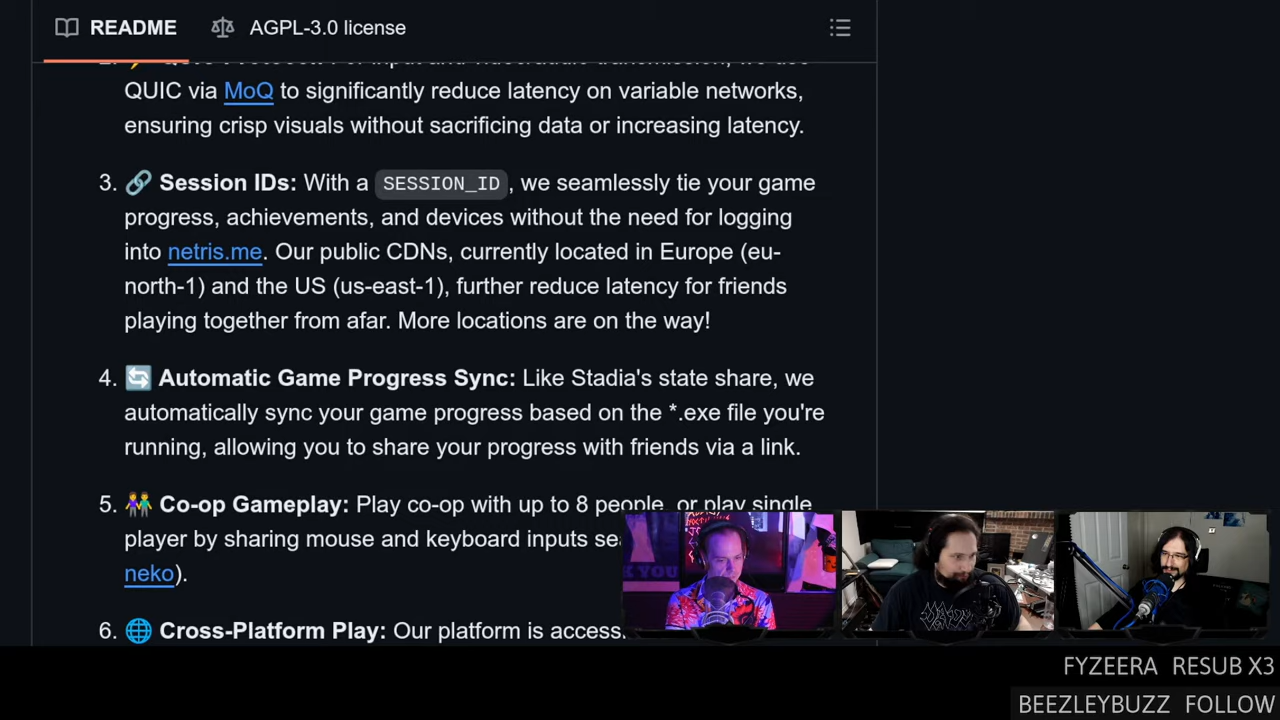 README AGPL-3.0 license
QUIC via MoQ to significantly reduce latency on variable networks,
ensuring crisp visuals without sacrificing data or increasing latency.
3. 🔗 Session IDs: With a SESSION_ID, we seamlessly tie your game
progress, achievements, and devices without the need for logging
into netris.me. Our public CDNs, currently located in Europe (eu-
north-1) and the US (us-east-1), further reduce latency for friends
playing together from afar. More locations are on the way!
4. 🔄 Automatic Game Progress Sync: Like Stadia's state share, we
automatically sync your game progress based on the *.exe file you're
running, allowing you to share your progress with friends via a link.
5. 👫 Co-op Gameplay: Play co-op with up to 8 people, or play single
player by sharing mouse and keyboard inputs
neko).
6. 🌐 Cross-Platform Play: Our platform is
FYZEERA RESUB X3
BEEZLEYBUZZ FOLLOW